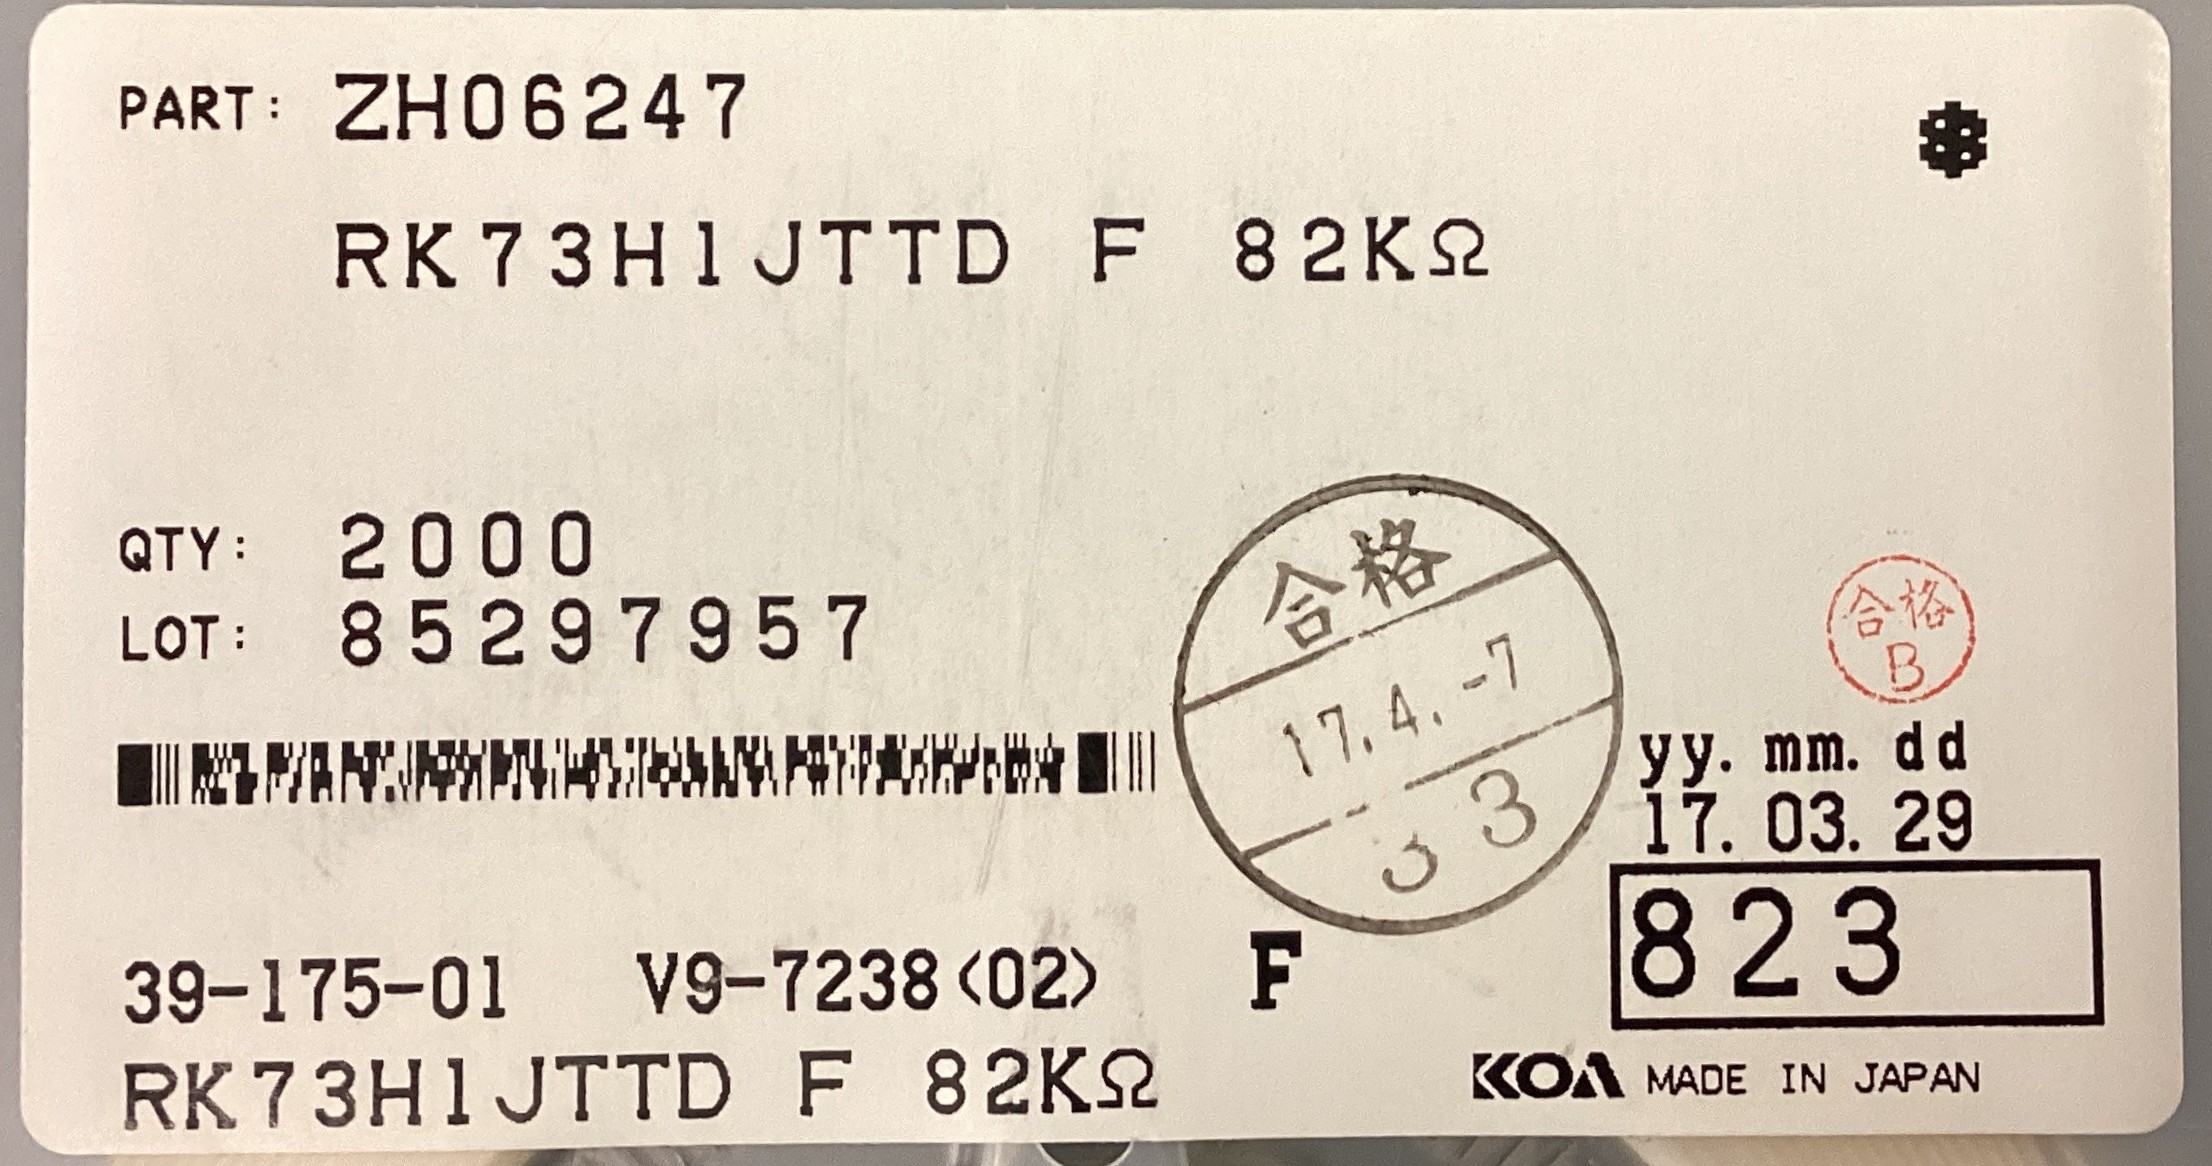 PART: ZH06247
RK73H1JTTD F 82KΩ
QTY: 2000
LOT: 85297957
合格
17.4.-7
33
合格
B
yy. mm. dd
17. 03. 29
823
39-175-01 V9-7238<02> F
RK73H1JTTD F 82KΩ
KOA MADE IN JAPAN